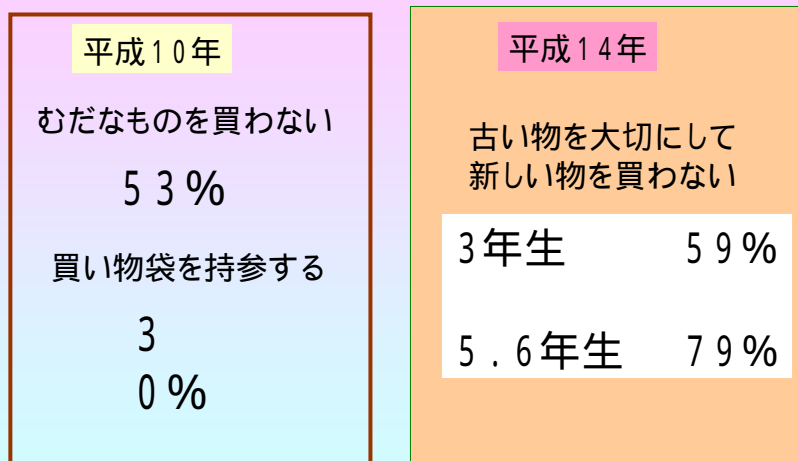 平成10年
むだなものを買わない
53%
買い物袋を持参する
3
0%
平成14年
古い物を大切にして
新しい物を買わない
3年生 59%
5.6年生 79%